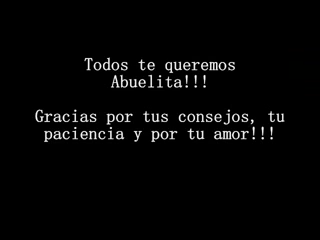 Todos te queremos
Abuelita!!!
Gracias por tus consejos, tu
paciencia y por tu amor!!!